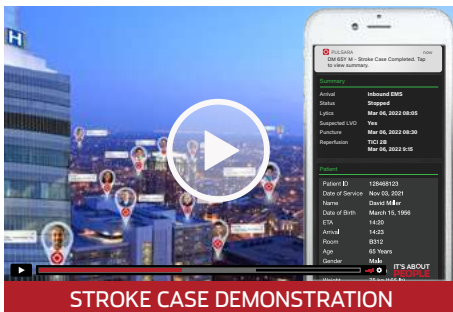 H
PULSARA
now
DM 65Y M - Stroke Case Completed. Tap
to view summary.
Summary
Arrival Inbound EMS
Status Stopped
Lytics Mar 06, 2022 08:05
Suspected LVO Yes
Puncture Mar 06, 2022 08:30
Reperfusion TICI 2B
Mar 06, 2022 9:15
Patient
Patient ID 128468123
Date of Service Nov 03, 2021
Name David Miller
Date of Birth March 15, 1956
ETA 14:20
Arrival 14:23
Room B312
Age 65 Years
Gender Male
IT'S ABOUT
PEOPLE
STROKE CASE DEMONSTRATION